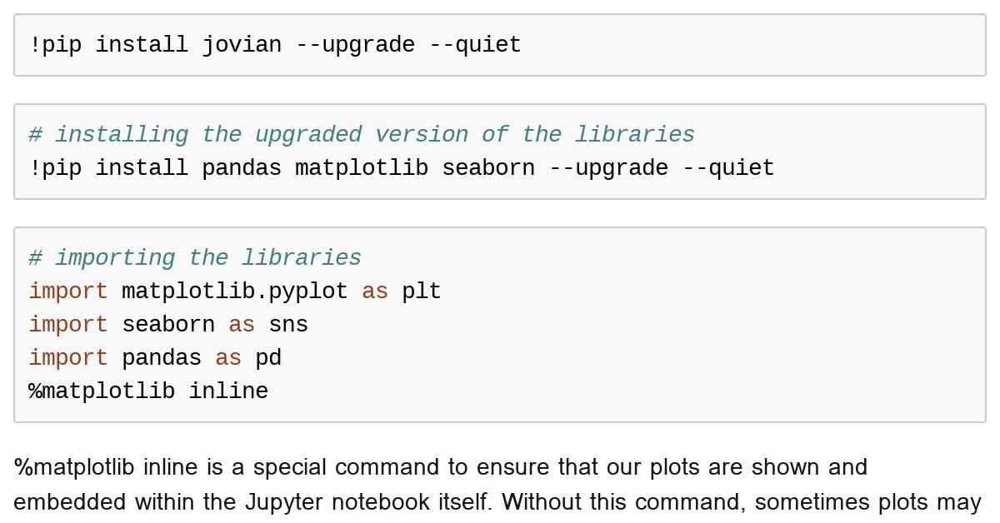 !pip install jovian --upgrade --quiet
# installing the upgraded version of the libraries
!pip install pandas matplotlib seaborn --upgrade --quiet
# importing the libraries
import matplotlib.pyplot as plt
import seaborn as sns
import pandas as pd
%matplotlib inline
%matplotlib inline is a special command to ensure that our plots are shown and
embedded within the Jupyter notebook itself. Without this command, sometimes plots may